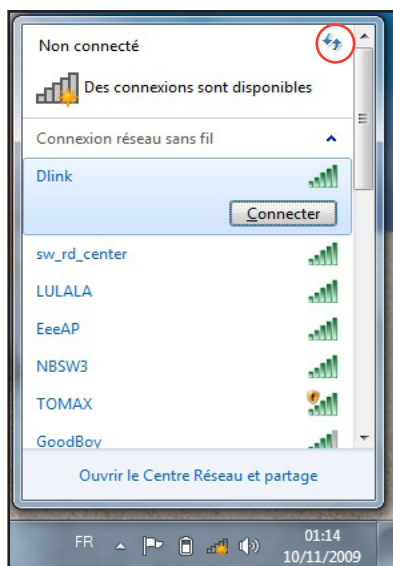 Non connecté
Des connexions sont disponibles
Connexion réseau sans fil
Dlink
Connecter
sw_rd_center
LULALA
EeeAP
NBSW3
TOMAX
GoodBoy
Ouvrir le Centre Réseau et partage
FR
01:14
10/11/2009